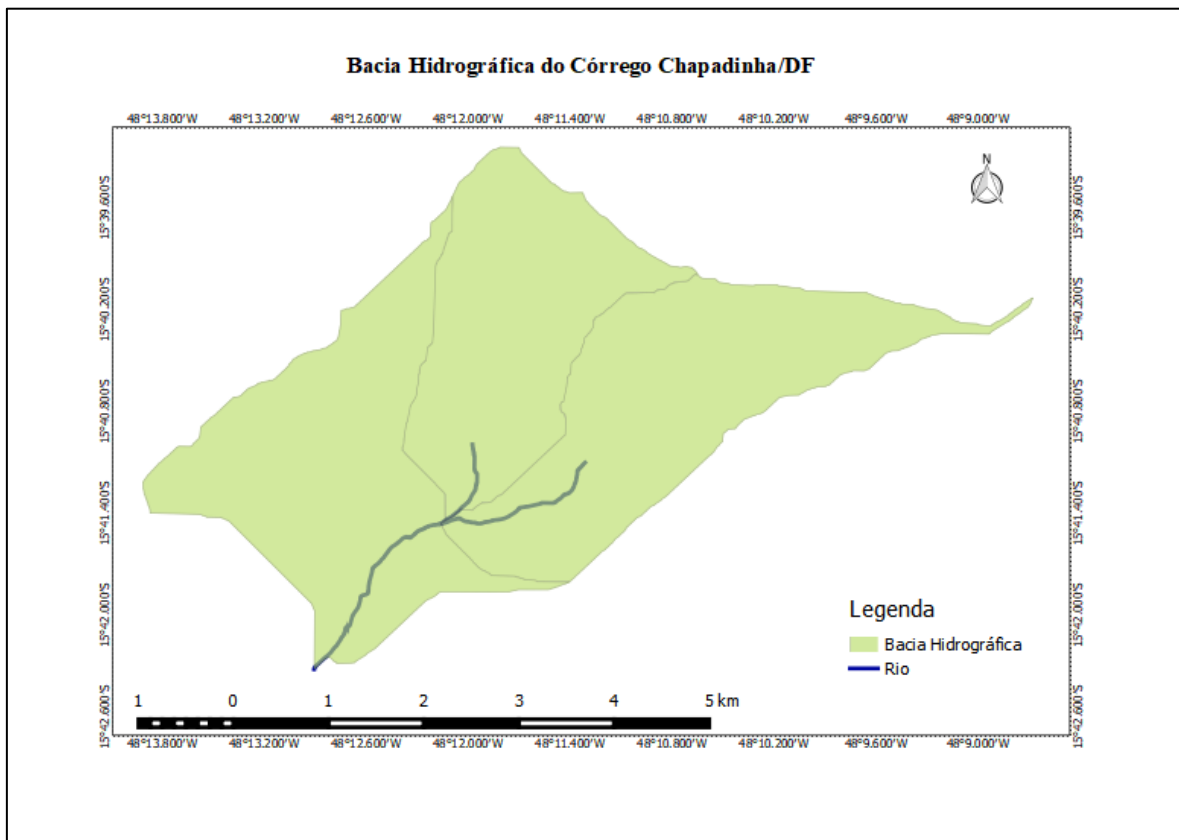 Bacia Hidrográfica do Córrego Chapadinha/DF
48°13.800'W 48°13.200'W 48°12.600'W 48°12.000'W 48°11.400'W 48°10.800'W 48°10.200'W 48°9.600'W 48°9.000'W
N
15°39.600'S 15°39.600'S
15°40.200'S 15°40.200'S
15°40.800'S 15°40.800'S
15°41.400'S 15°41.400'S
15°42.000'S 15°42.000'S
15°42.600'S 15°42.600'S
Legenda
Bacia Hidrográfica
Rio
1 0 1 2 3 4 5 km
48°13.800'W 48°13.200'W 48°12.600'W 48°12.000'W 48°11.400'W 48°10.800'W 48°10.200'W 48°9.600'W 48°9.000'W